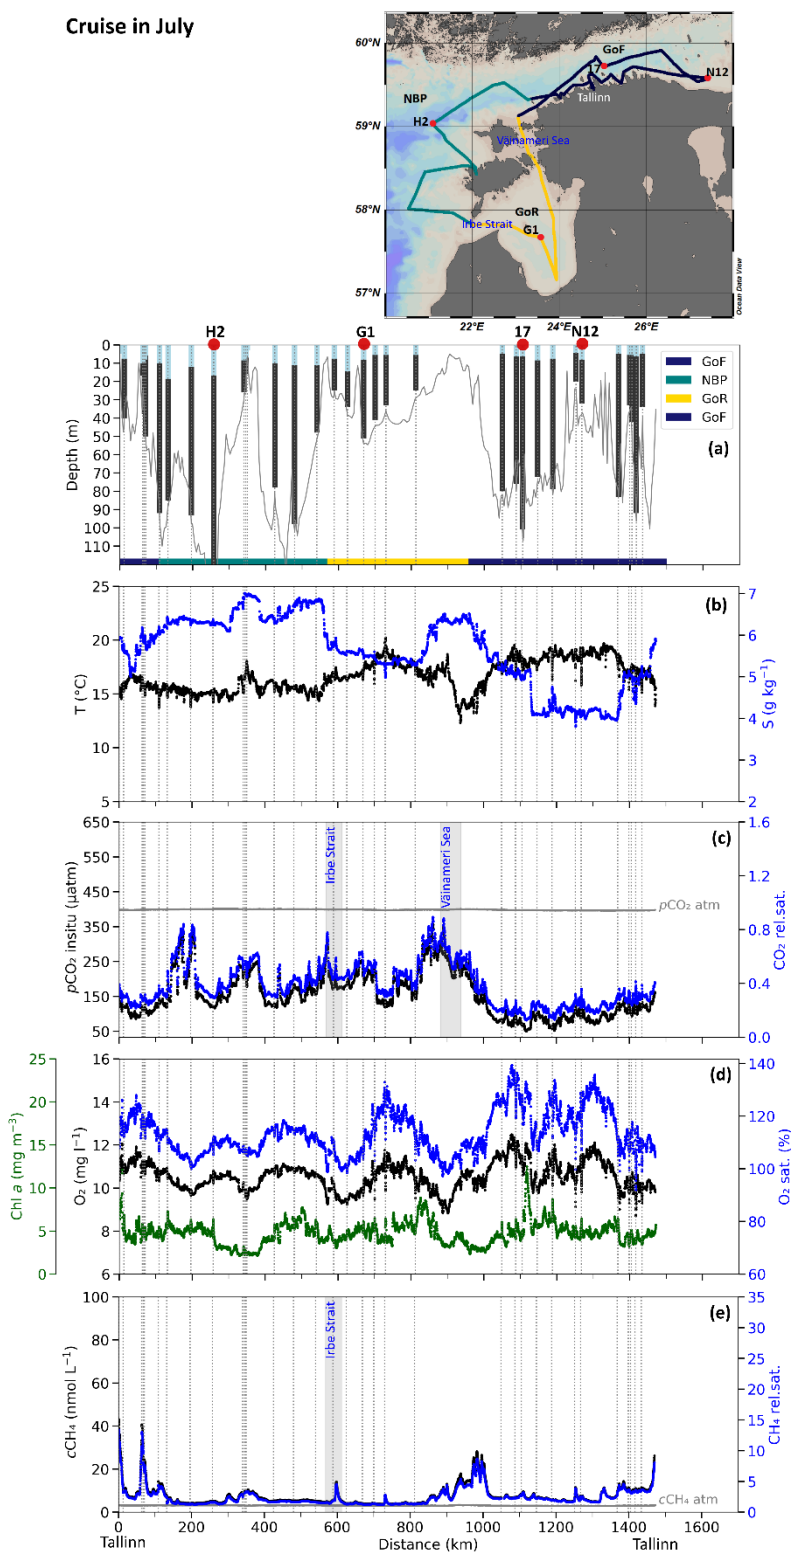 Cruise in July
60°N
59°N
58°N
57°N
GoF
17
N12
Tallinn
NBP
H2
Väinameri Sea
GoR
Irbe Strait
G1
22°E
24°E
26°E
Ocean Data View
H2
G1
17
N12
0
10
20
30
40
50
60
70
80
90
100
110
Depth (m)
GoF
NBP
GoR
GoF
(a)
25
20
15
10
5
T (°C)
(b)
7
6
5
4
3
2
S (g kg⁻¹)
650
550
450
350
250
150
50
pCO₂ insitu (µatm)
Irbe Strait
Väinameri Sea
(c)
pCO₂ atm
1.6
1.2
0.8
0.4
0.0
CO₂ rel.sat.
25
20
15
10
5
0
Chl a (mg m⁻³)
16
14
12
10
8
6
O₂ (mg l⁻¹)
(d)
140
120
100
80
60
O₂ sat. (%)
100
80
60
40
20
0
cCH₄ (nmol L⁻¹)
Irbe Strait
(e)
cCH₄ atm
35
30
25
20
15
10
5
0
CH₄ rel.sat.
0 200 400 600 800 1000 1200 1400 1600
Tallinn Distance (km) Tallinn